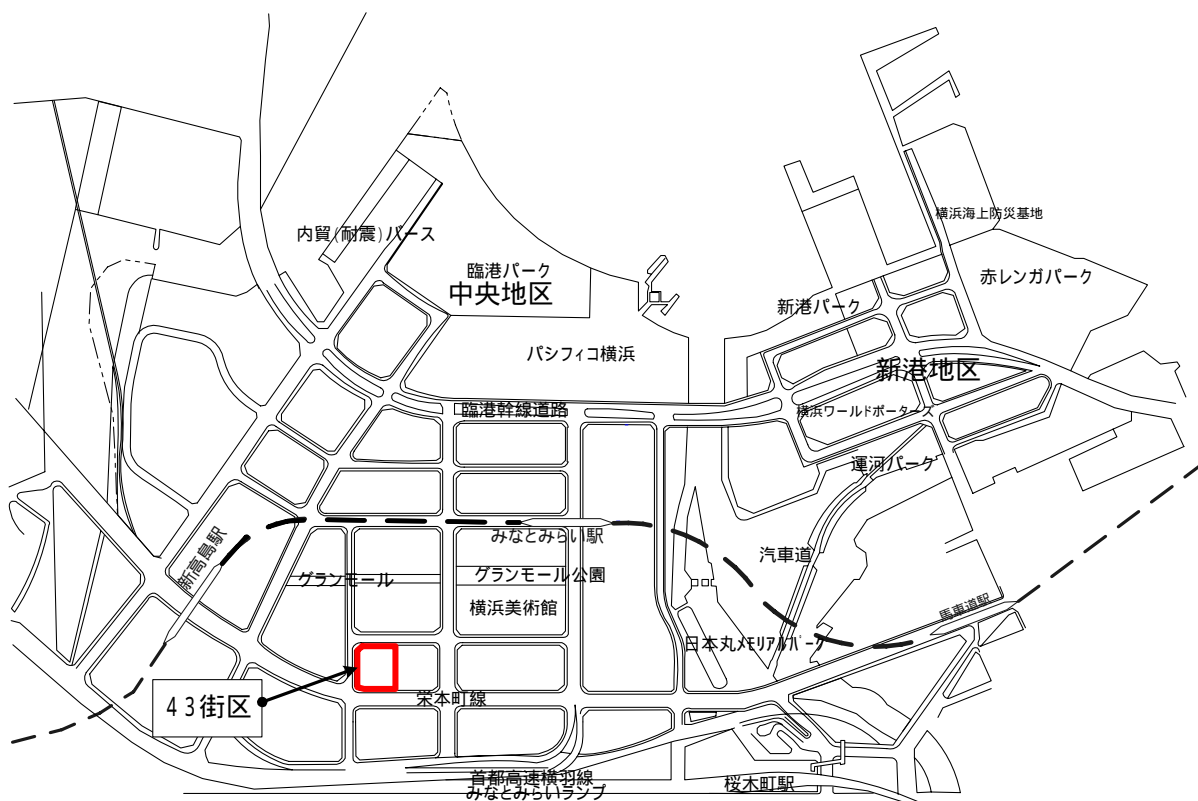 横浜海上防災基地
内貿(耐震)バース
臨港パーク
中央地区
赤レンガパーク
新港パーク
パシフィコ横浜
新港地区
臨港幹線道路
横浜ワールドポーターズ
運河パーク
みなとみらい駅
新高島駅
汽車道
グランモール
グランモール公園
横浜美術館
馬車道駅
日本丸メモリアルパーク
43街区
栄本町線
首都高速横羽線
みなとみらいランプ
桜木町駅